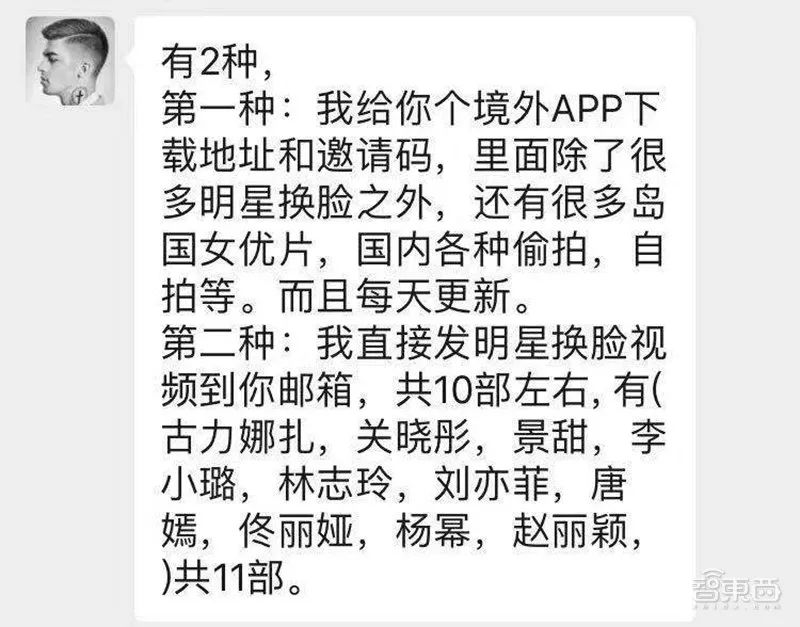 有2种，
第一种：我给你个境外APP下
载地址和邀请码，里面除了很
多明星换脸之外，还有很多岛
国女优片，国内各种偷拍，自
拍等。而且每天更新。
第二种：我直接发明星换脸视
频到你邮箱，共10部左右, 有(
古力娜扎，关晓彤，景甜，李
小璐，林志玲，刘亦菲，唐
嫣，佟丽娅，杨幂，赵丽颖，
)共11部。
智東西